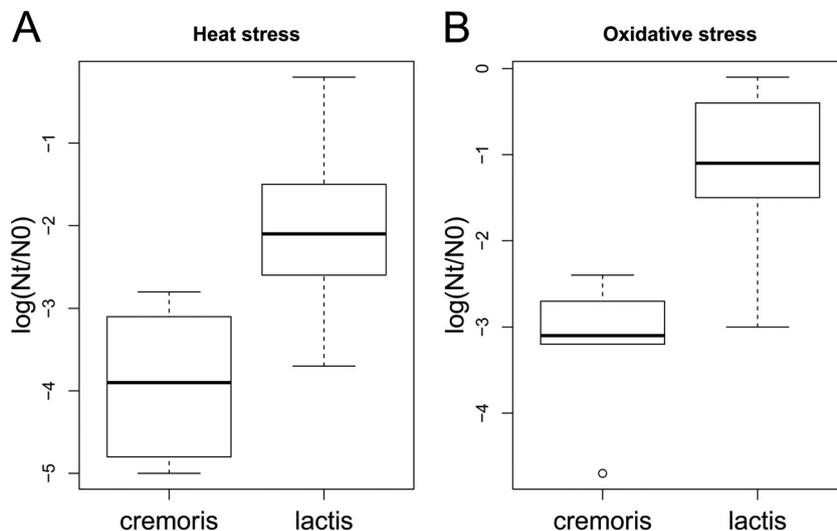 A
Heat stress
log(Nt/N0)
−1
−2
−3
−4
−5
cremoris
lactis
B
Oxidative stress
log(Nt/N0)
0
−1
−2
−3
−4
cremoris
lactis